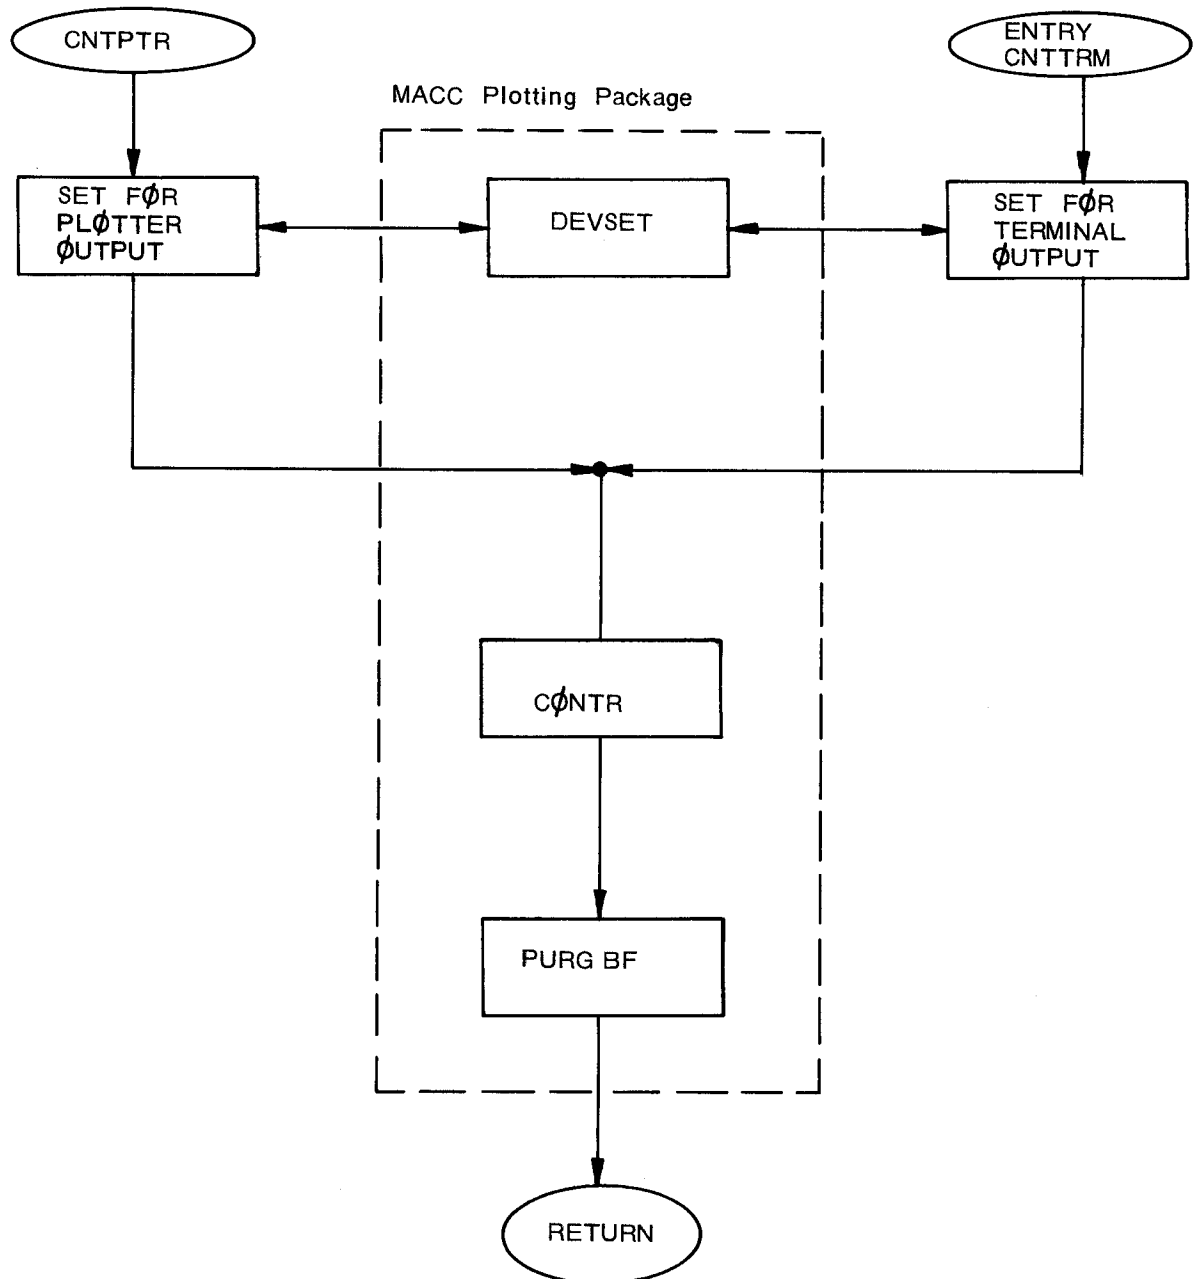 CNTPTR
ENTRY
CNTTRM
MACC Plotting Package
SET FØR
PLØTTER
ØUTPUT
DEVSET
SET FØR
TERMINAL
ØUTPUT
CØNTR
PURG BF
RETURN